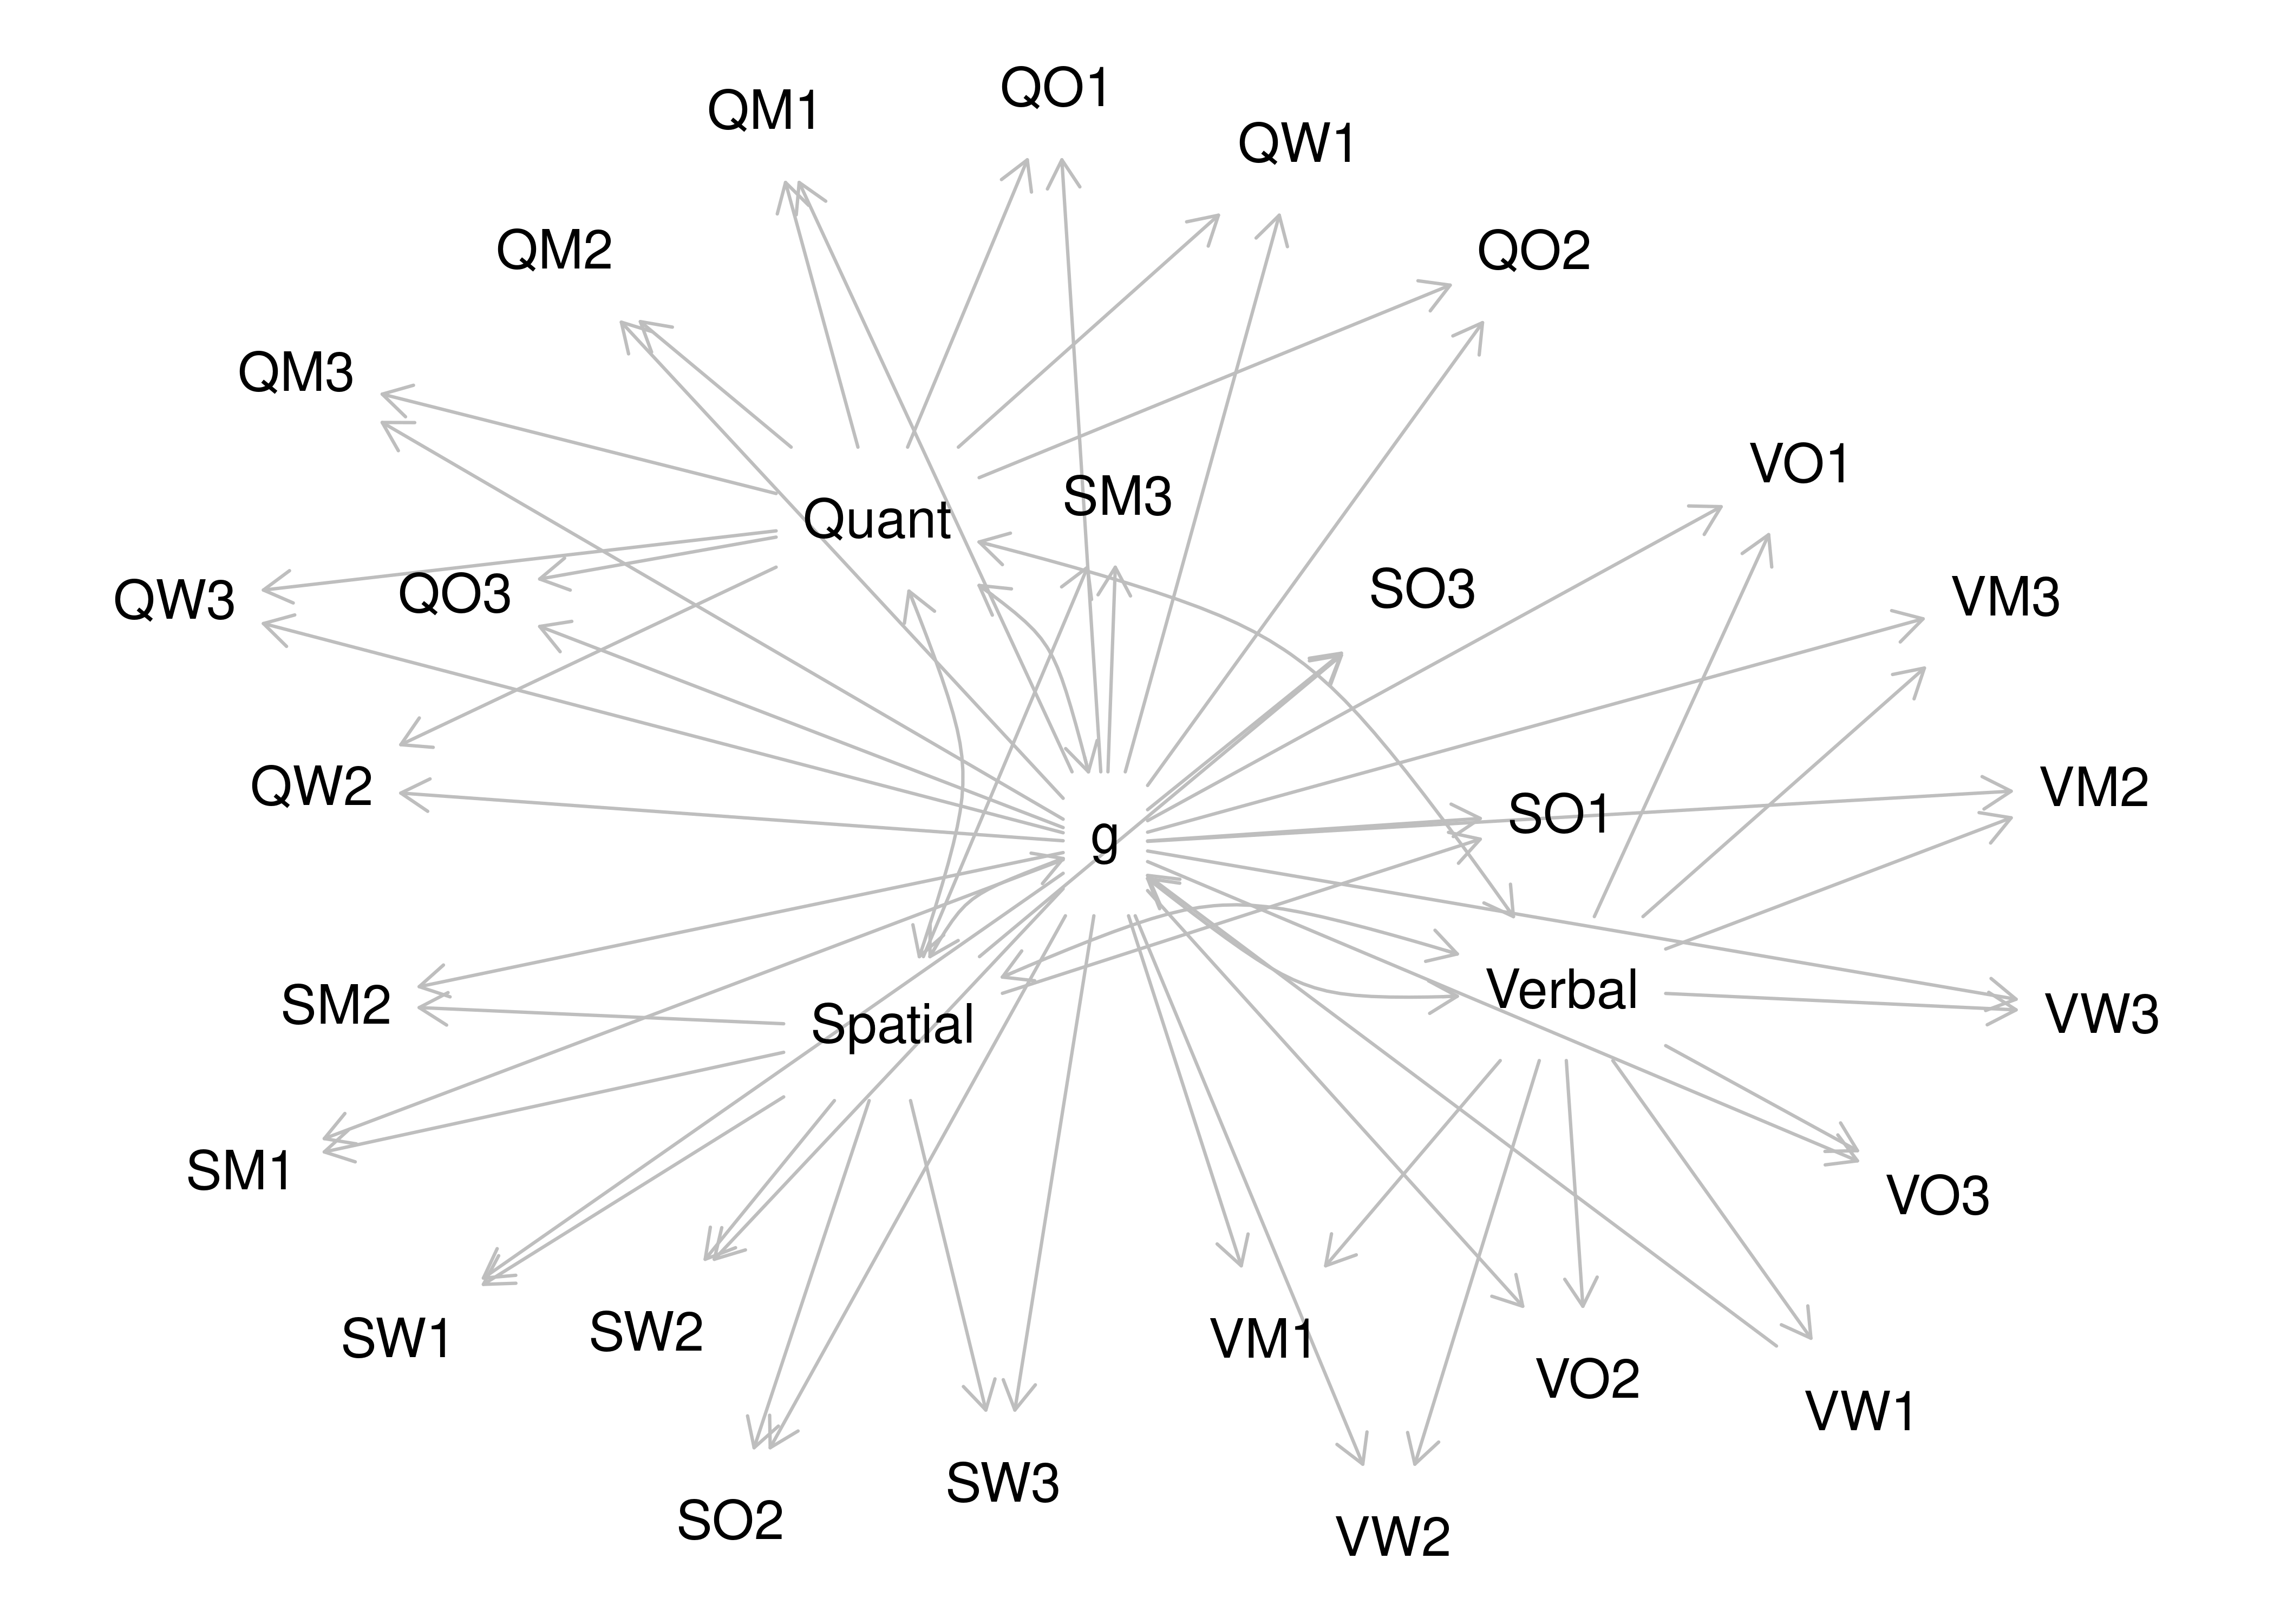 QO1
QM1
QW1
QM2
QO2
QM3
VO1
SM3
Quant
SO3
QO3
VM3
QW3
QW2
VM2
SO1
g
Verbal
SM2
VW3
Spatial
SM1
VO3
SW2
SW1
VM1
VO2
VW1
SW3
SO2
VW2